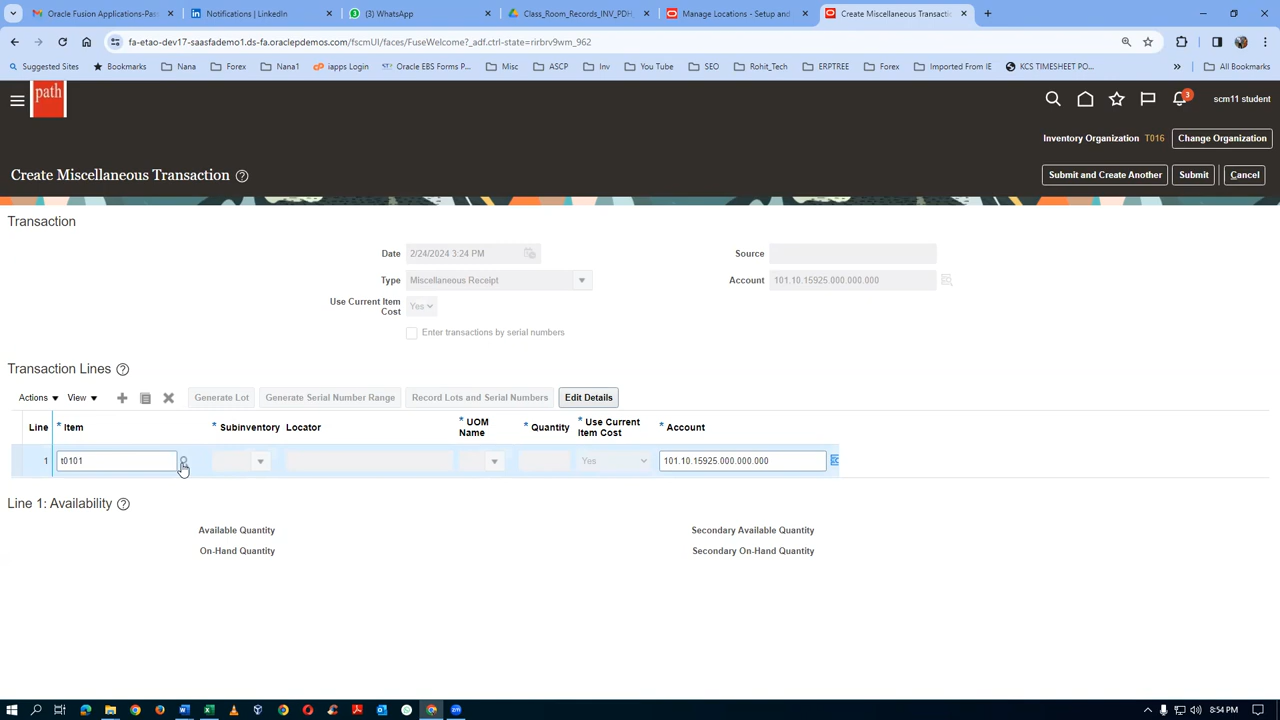 Gmail Oracle Fusion Applications-Pas
Notifications | LinkedIn
(3) WhatsApp
Class_Room_Records_INV_PDH_
Manage Locations - Setup and
Create Miscellaneous Transactio
fa-etao-dev17-saasfademo1.ds-fa.oraclepdemos.com/fscmUI/faces/FuseWelcome?_adf.ctrl-state=rirbrv9wm_962
Suggested Sites
Bookmarks
Nana
Forex
Nana1
iapps Login
Oracle EBS Forms P...
Misc
ASCP
Inv
You Tube
SEO
Rohit_Tech
ERPTREE
Forex
Imported From IE
KCS TIMESHEET PO...
»
All Bookmarks
path
3
scm11 student
Inventory Organization T016 Change Organization
Create Miscellaneous Transaction ?
Submit and Create Another Submit Cancel
Transaction
Date 2/24/2024 3:24 PM
Source
Type Miscellaneous Receipt
Account 101.10.15925.000.000.000
Use Current Item
Cost Yes
Enter transactions by serial numbers
Transaction Lines ?
Actions View Generate Lot Generate Serial Number Range Record Lots and Serial Numbers Edit Details
Line * Item * Subinventory Locator * UOM Name * Quantity * Use Current Item Cost * Account
1 t0101 Yes 101.10.15925.000.000.000
Line 1: Availability ?
Available Quantity
Secondary Available Quantity
On-Hand Quantity
Secondary On-Hand Quantity
8:54 PM